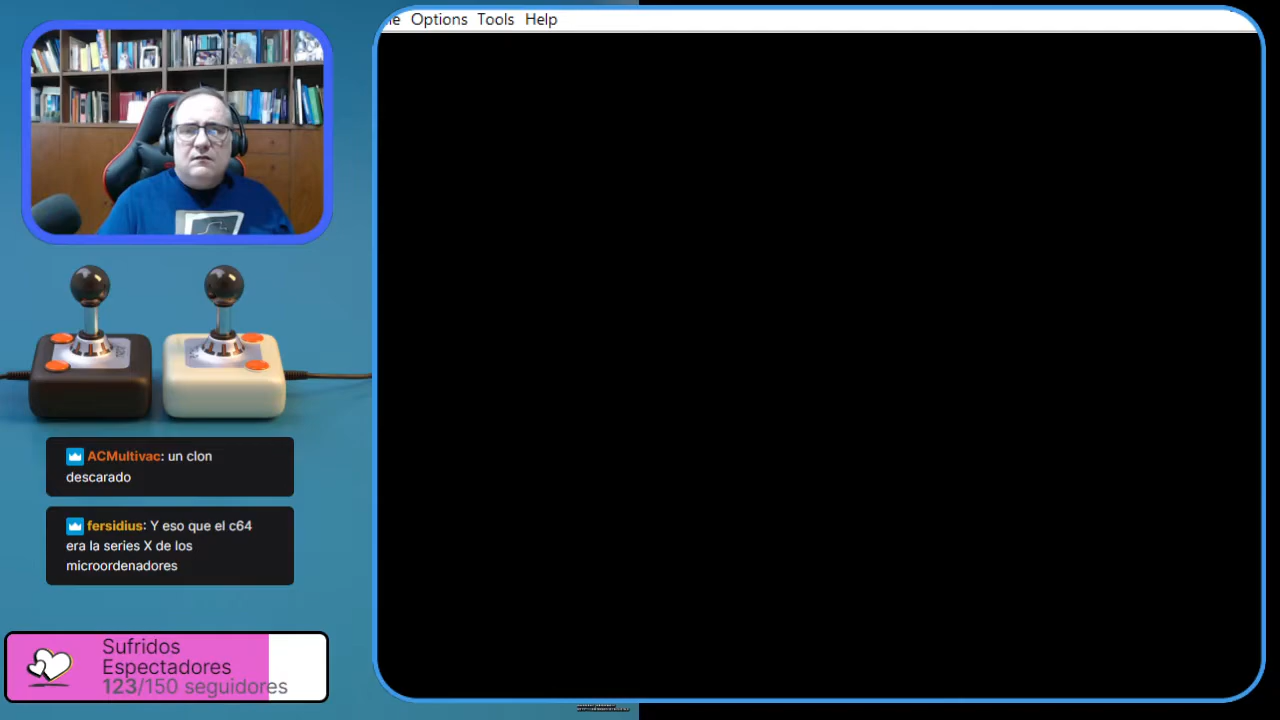 Options Tools Help
ACMultivac: un clon
descarado
fersidius: Y eso que el c64
era la series X de los
microordenadores
Sufridos
Espectadores
123/150 seguidores